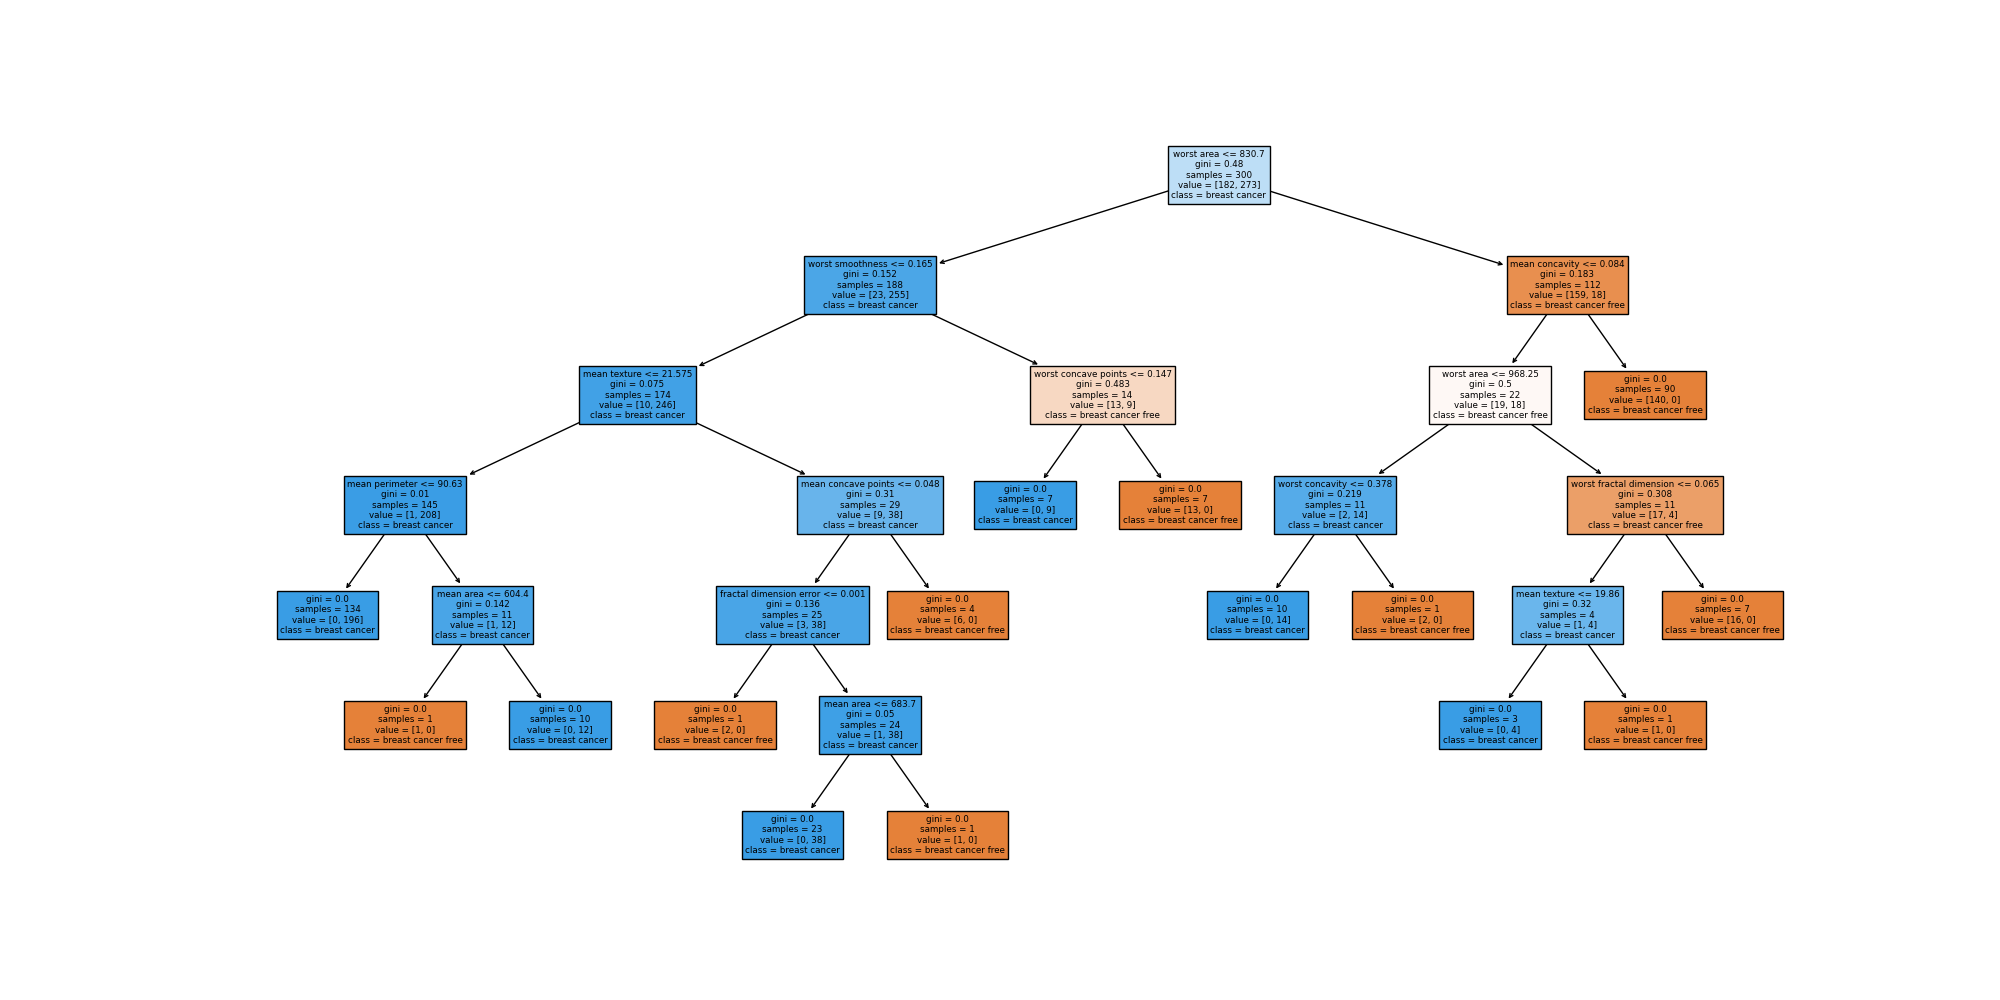 worst area <= 830.7
gini = 0.48
samples = 300
value = [182, 273]
class = breast cancer
worst smoothness <= 0.165
gini = 0.152
samples = 188
value = [23, 255]
class = breast cancer
mean concavity <= 0.084
gini = 0.183
samples = 112
value = [159, 18]
class = breast cancer free
mean texture <= 21.575
gini = 0.075
samples = 174
value = [10, 246]
class = breast cancer
worst concave points <= 0.147
gini = 0.483
samples = 14
value = [13, 9]
class = breast cancer free
worst area <= 968.25
gini = 0.5
samples = 22
value = [19, 18]
class = breast cancer free
gini = 0.0
samples = 90
value = [140, 0]
class = breast cancer free
mean perimeter <= 90.63
gini = 0.01
samples = 145
value = [1, 208]
class = breast cancer
mean concave points <= 0.048
gini = 0.31
samples = 29
value = [9, 38]
class = breast cancer
gini = 0.0
samples = 7
value = [0, 9]
class = breast cancer
gini = 0.0
samples = 7
value = [13, 0]
class = breast cancer free
worst concavity <= 0.378
gini = 0.219
samples = 11
value = [2, 14]
class = breast cancer
worst fractal dimension <= 0.065
gini = 0.308
samples = 11
value = [17, 4]
class = breast cancer free
gini = 0.0
samples = 134
value = [0, 196]
class = breast cancer
mean area <= 604.4
gini = 0.142
samples = 11
value = [1, 12]
class = breast cancer
fractal dimension error <= 0.001
gini = 0.136
samples = 25
value = [3, 38]
class = breast cancer
gini = 0.0
samples = 4
value = [6, 0]
class = breast cancer free
gini = 0.0
samples = 10
value = [0, 14]
class = breast cancer
gini = 0.0
samples = 1
value = [2, 0]
class = breast cancer free
mean texture <= 19.86
gini = 0.32
samples = 4
value = [1, 4]
class = breast cancer
gini = 0.0
samples = 7
value = [16, 0]
class = breast cancer free
gini = 0.0
samples = 1
value = [1, 0]
class = breast cancer free
gini = 0.0
samples = 10
value = [0, 12]
class = breast cancer
gini = 0.0
samples = 1
value = [2, 0]
class = breast cancer free
mean area <= 683.7
gini = 0.05
samples = 24
value = [1, 38]
class = breast cancer
gini = 0.0
samples = 3
value = [0, 4]
class = breast cancer
gini = 0.0
samples = 1
value = [1, 0]
class = breast cancer free
gini = 0.0
samples = 23
value = [0, 38]
class = breast cancer
gini = 0.0
samples = 1
value = [1, 0]
class = breast cancer free